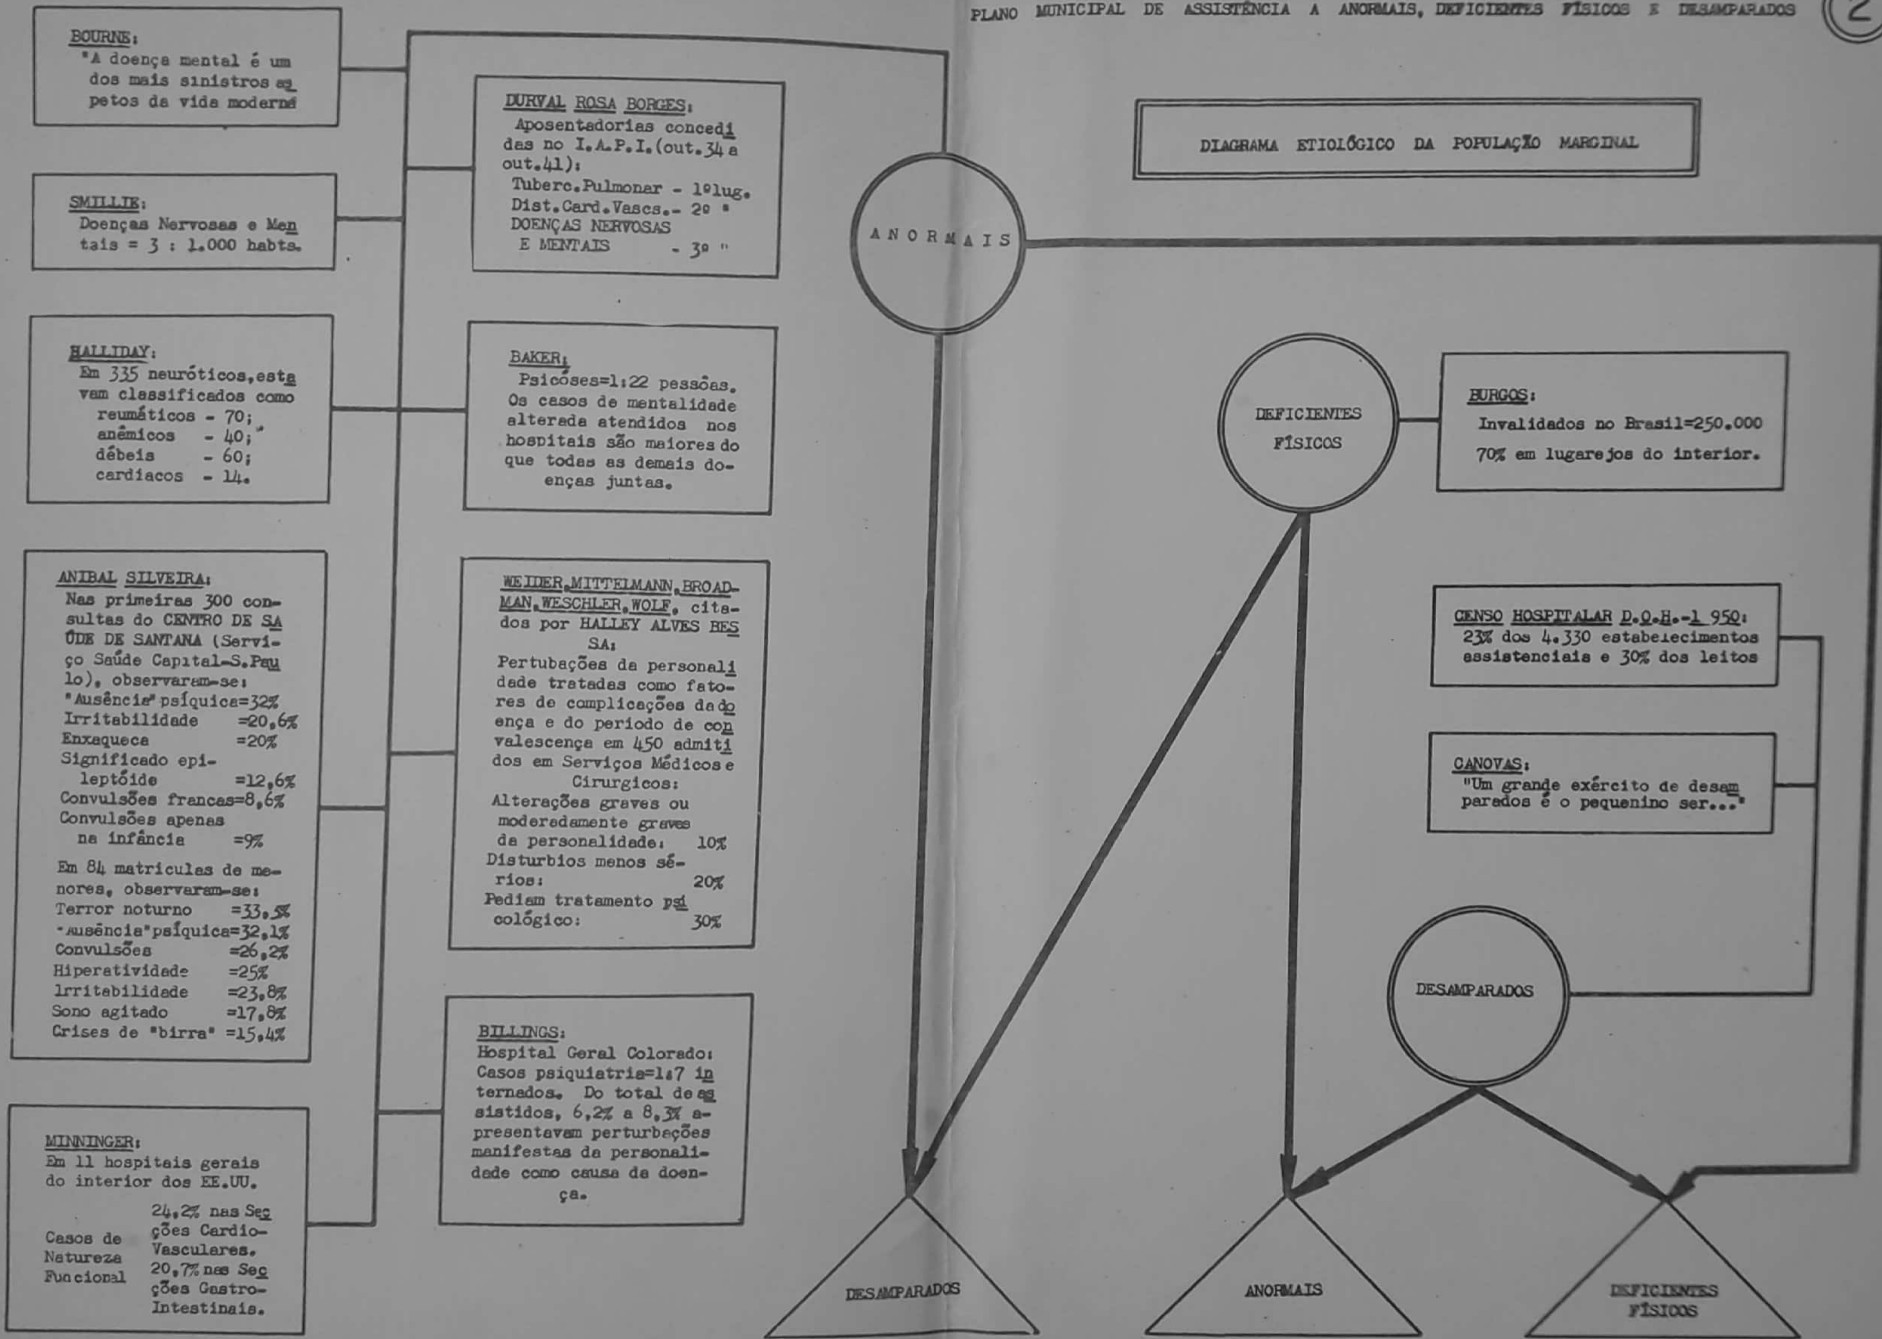 PLANO MUNICIPAL DE ASSISTÊNCIA A ANORMAIS, DEFICIENTES FÍSICOS E DESAMPARADOS
2
DIAGRAMA ETIOLÓGICO DA POPULAÇÃO MARGINAL
BOURNE:
"A doença mental é um
dos mais sinistros as
petos da vida moderna
SMILLIE:
Doenças Nervosas e Men
tais = 3 : 1.000 habts.
HALLIDAY:
Em 335 neuróticos,esta
vam classificados como
reumáticos - 70;
anêmicos - 40;
débeis - 60;
cardiacos - 14.
ANIBAL SILVEIRA:
Nas primeiras 300 con-
sultas do CENTRO DE SA
ÚDE DE SANTANA (Servi-
ço Saúde Capital-S.Pau
lo), observaram-se:
"Ausência" psíquica=32%
Irritabilidade =20,6%
Enxaqueca =20%
Significado epi-
leptóide =12,6%
Convulsões francas=8,6%
Convulsões apenas
na infância =9%
Em 84 matriculas de me-
nores, observaram-se:
Terror noturno =33,5%
"Ausência" psíquica=32,1%
Convulsões =26,2%
Hiperatividade =25%
Irritabilidade =23,8%
Sono agitado =17,8%
Crises de "birra" =15,4%
MINNINGER:
Em 11 hospitais gerais
do interior dos EE.UU.
Casos de
Natureza
Funcional
24,2% nas Sec
ções Cardio-
Vasculares.
20,7% nas Sec
ções Gastro-
Intestinais.
DURVAL ROSA BORGES:
Aposentadorias concedi
das no I.A.P.I.(out.34 a
out.41):
Tuberc.Pulmonar - 1º lug.
Dist.Card.Vascs.- 2º "
DOENÇAS NERVOSAS
E MENTAIS - 3º "
BAKER:
Psicóses=1:22 pessôas.
Os casos de mentalidade
alterada atendidos nos
hospitais são maiores do
que todas as demais do-
enças juntas.
WEIDER,MITTELMANN,BROAD-
MAN,WESCHLER,WOLF, cita-
dos por HALLEY ALVES BES
SA:
Pertubações da personali
dade tratadas como fato-
res de complicações da do
ença e do periodo de con
valescença em 450 admiti
dos em Serviços Médicos e
Cirurgicos:
Alterações graves ou
moderadamente graves
da personalidade: 10%
Disturbios menos sé-
rios: 20%
Pediam tratamento psi
cológico: 30%
BILLINGS:
Hospital Geral Colorado:
Casos psiquiatria=1:7 in
ternados. Do total de as
sistidos, 6,2% a 8,3% a-
presentavam perturbações
manifestas da personali-
dade como causa da doen-
ça.
ANORMAIS
DEFICIENTES
FÍSICOS
BURGOS:
Invalidados no Brasil=250.000
70% em lugarejos do interior.
CENSO HOSPITALAR D.O.H.-1 950:
23% dos 4.330 estabelecimentos
assistenciais e 30% dos leitos
CANOVAS:
"Um grande exército de desam
parados é o pequenino ser..."
DESAMPARADOS
DESAMPARADOS
ANORMAIS
DEFICIENTES
FÍSICOS